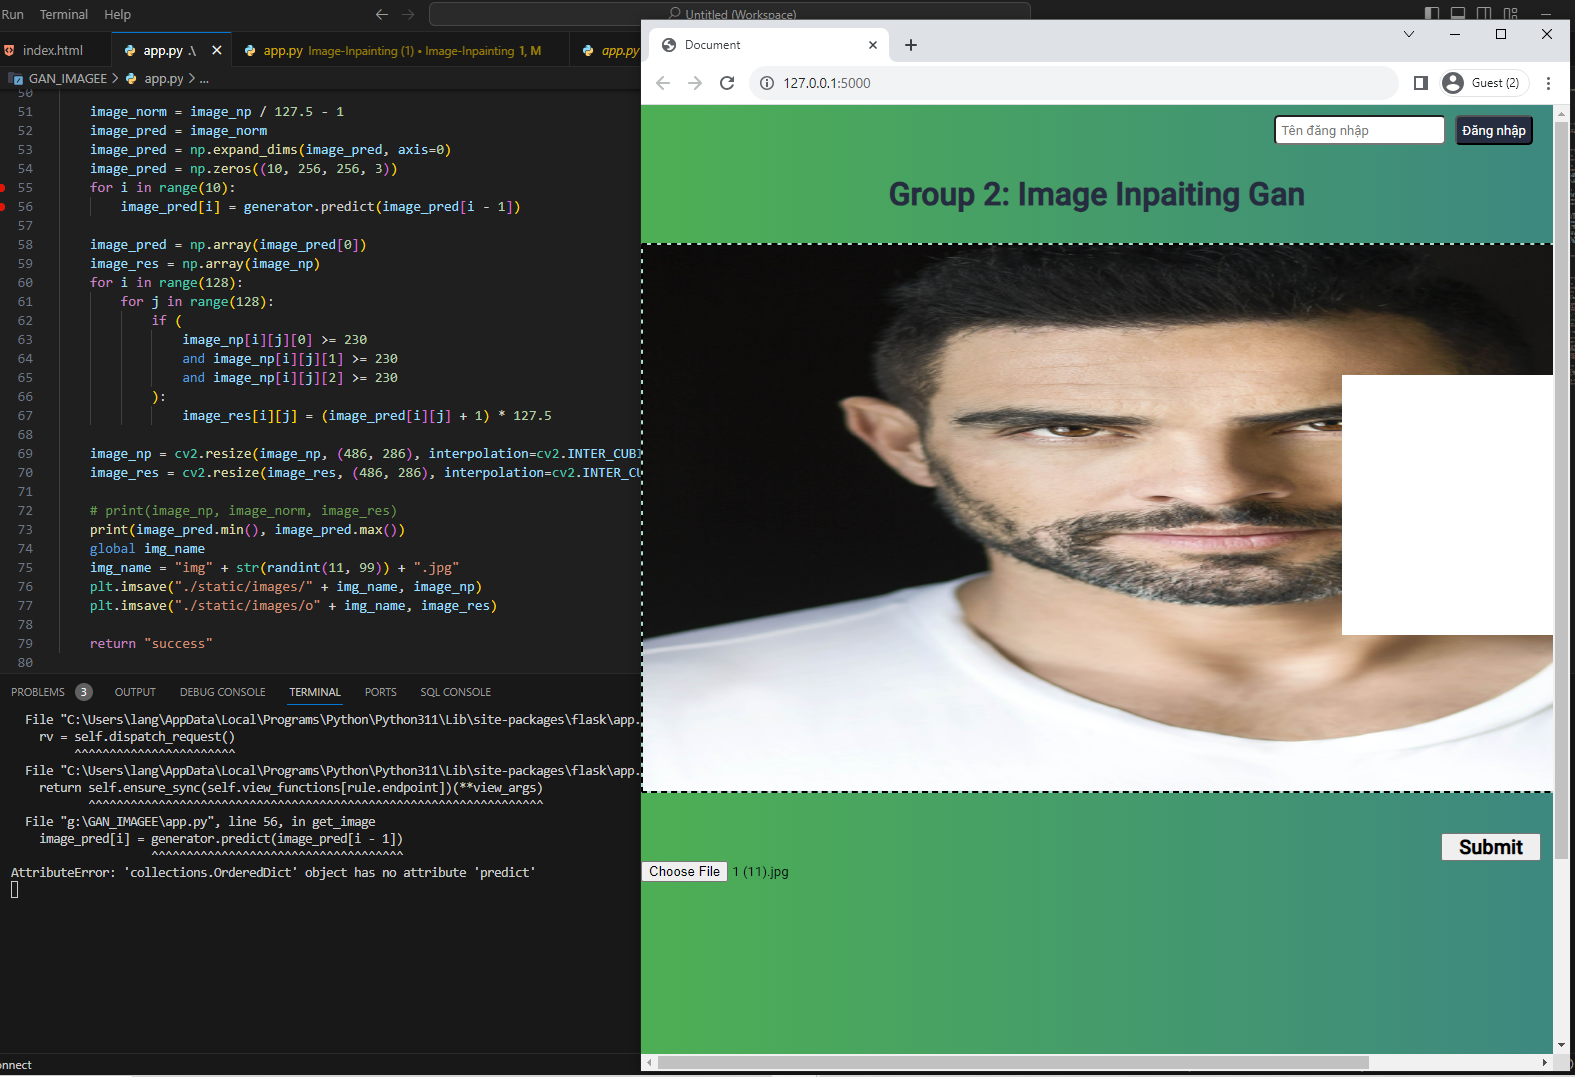 Run Terminal Help
Untitled (Workspace)
index.html
app.py .\
app.py Image-Inpainting (1) • Image-Inpainting 1, M
app.py
GAN_IMAGEE > app.py > ...
50
51 image_norm = image_np / 127.5 - 1
52 image_pred = image_norm
53 image_pred = np.expand_dims(image_pred, axis=0)
54 image_pred = np.zeros((10, 256, 256, 3))
55 for i in range(10):
56 image_pred[i] = generator.predict(image_pred[i - 1])
57
58 image_pred = np.array(image_pred[0])
59 image_res = np.array(image_np)
60 for i in range(128):
61 for j in range(128):
62 if (
63 image_np[i][j][0] >= 230
64 and image_np[i][j][1] >= 230
65 and image_np[i][j][2] >= 230
66 ):
67 image_res[i][j] = (image_pred[i][j] + 1) * 127.5
68
69 image_np = cv2.resize(image_np, (486, 286), interpolation=cv2.INTER_CUBI
70 image_res = cv2.resize(image_res, (486, 286), interpolation=cv2.INTER_CU
71
72 # print(image_np, image_norm, image_res)
73 print(image_pred.min(), image_pred.max())
74 global img_name
75 img_name = "img" + str(randint(11, 99)) + ".jpg"
76 plt.imsave("./static/images/" + img_name, image_np)
77 plt.imsave("./static/images/o" + img_name, image_res)
78
79 return "success"
80
PROBLEMS 3 OUTPUT DEBUG CONSOLE TERMINAL PORTS SQL CONSOLE
File "C:\Users\lang\AppData\Local\Programs\Python\Python311\Lib\site-packages\flask\app.
rv = self.dispatch_request()
^^^^^^^^^^^^^^^^^^^^^^^
File "C:\Users\lang\AppData\Local\Programs\Python\Python311\Lib\site-packages\flask\app.
return self.ensure_sync(self.view_functions[rule.endpoint])(**view_args)
^^^^^^^^^^^^^^^^^^^^^^^^^^^^^^^^^^^^^^^^^^^^^^^^^^^^^^^^^^^^^^^^^
File "g:\GAN_IMAGEE\app.py", line 56, in get_image
image_pred[i] = generator.predict(image_pred[i - 1])
^^^^^^^^^^^^^^^^^^^^^^^^^^^^^^^^^^^^
AttributeError: 'collections.OrderedDict' object has no attribute 'predict'
onnect
Document
127.0.0.1:5000
Guest (2)
Tên đăng nhập
Đăng nhập
Group 2: Image Inpaiting Gan
Submit
Choose File 1 (11).jpg